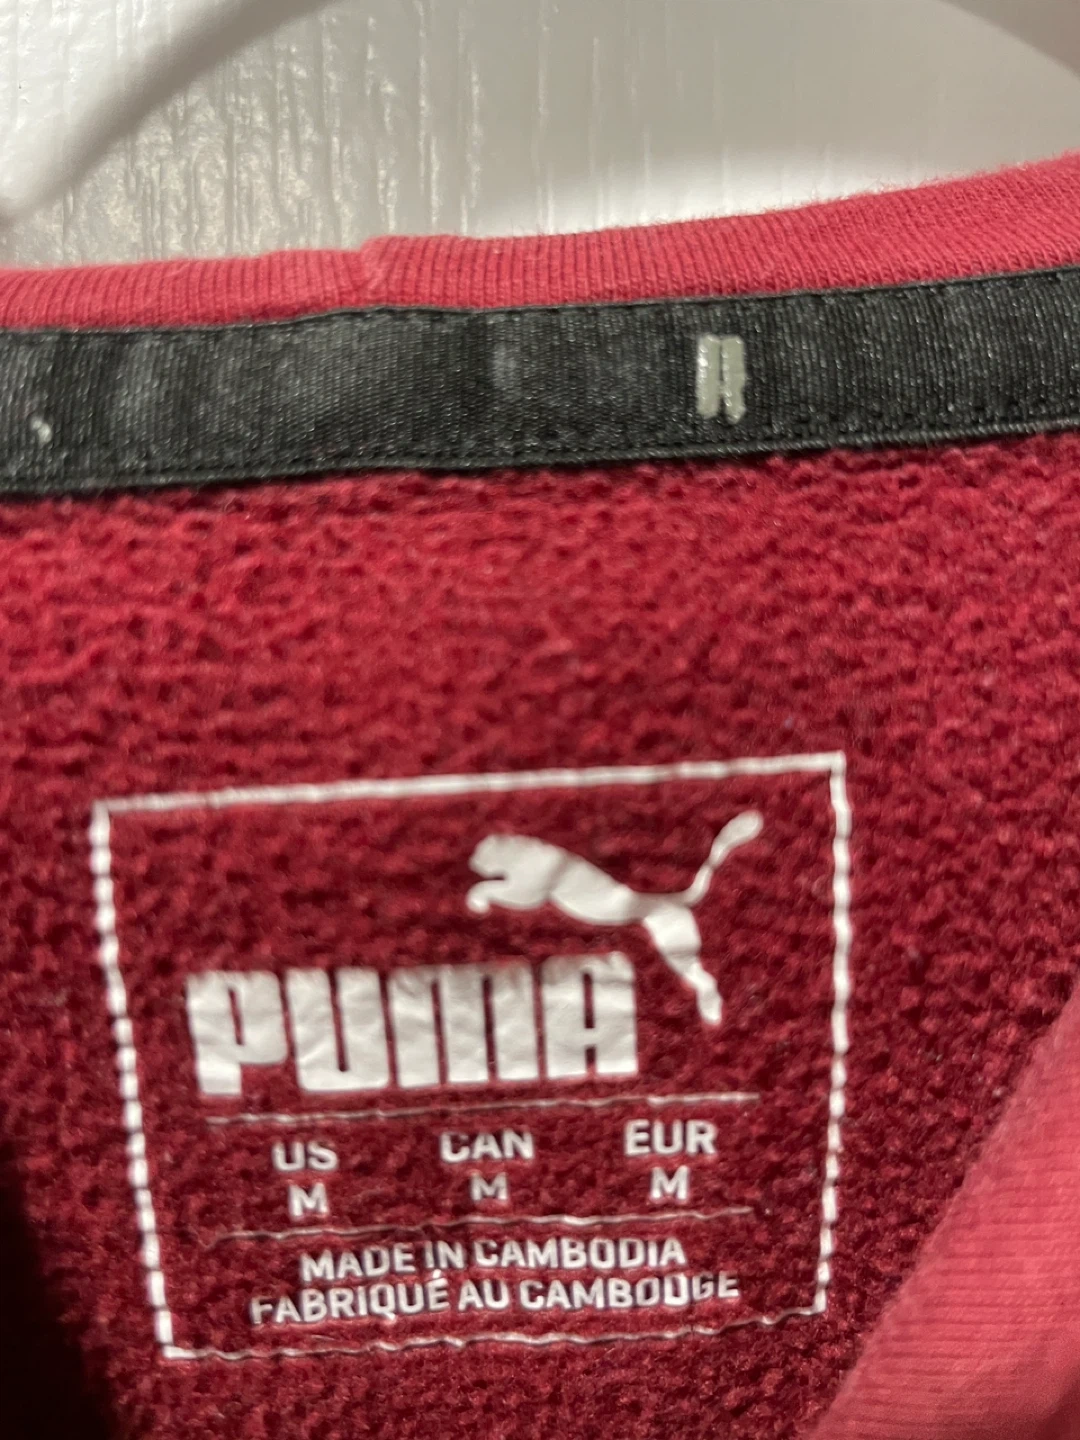 PUMA
US CAN EUR
M M M
MADE IN CAMBODIA
FABRIQUÉ AU CAMBODGE